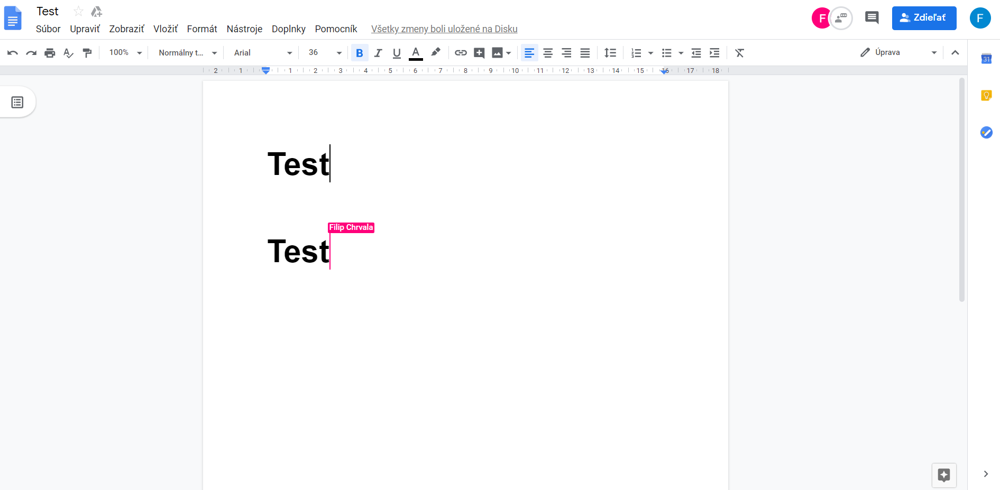 Test
Súbor Upraviť Zobraziť Vložiť Formát Nástroje Doplnky Pomocník Všetky zmeny boli uložené na Disku
F Zdieľať F
100% Normálny t... Arial 36 B I U A Úprava
2 1 1 2 3 4 5 6 7 8 9 10 11 12 13 14 15 16 17 18
31
Test
Filip Chrvala
Test